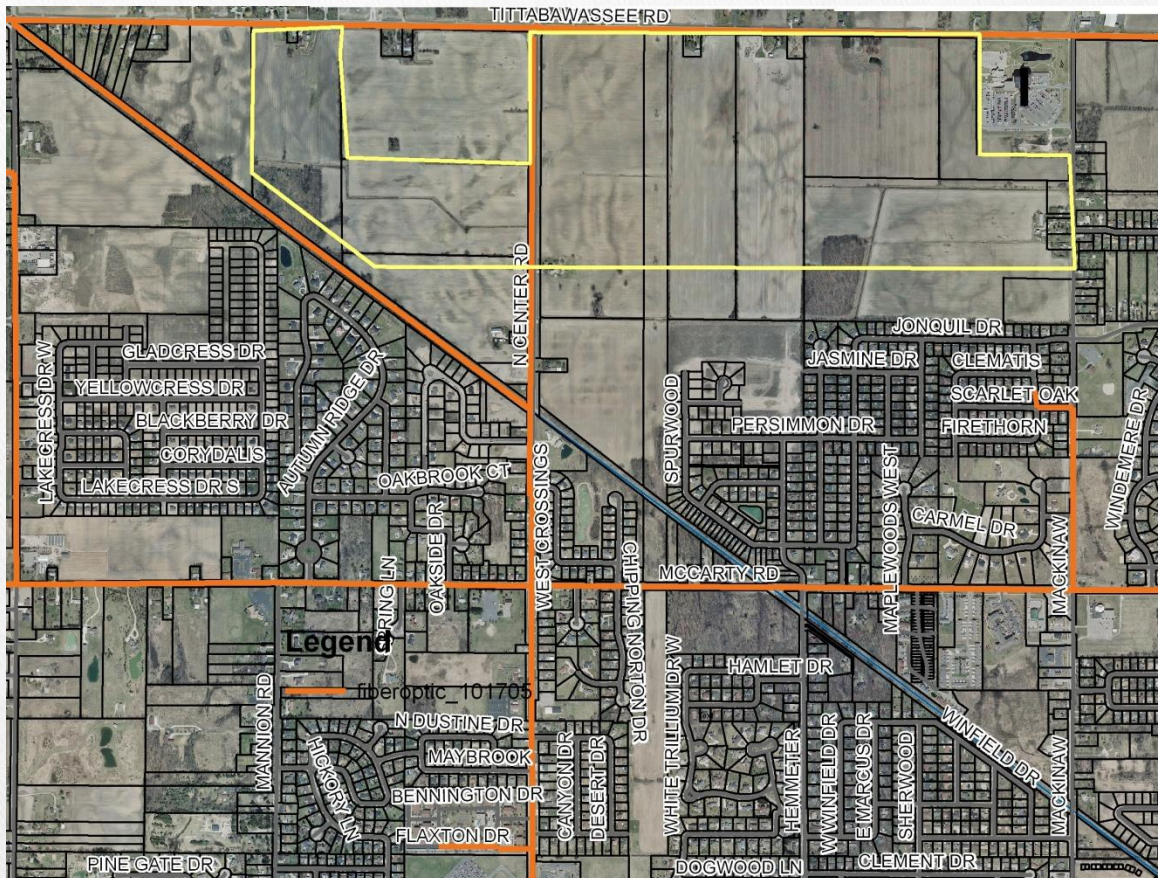 TITTABAWASSEE RD
N CENTER RD
JONQUIL DR
GLADCRESS DR
JASMINE DR
CLEMATIS
YELLOWCRESS DR
SCARLET OAK
LAKECRESS DR W
AUTUMN RIDGE DR
SPURWOOD
WINDEMERE DR
BLACKBERRY DR
PERSIMMON DR
FIRETHORN
CORYDALIS
OAKBROOK CT
LAKECRESS DR S
MAPLEWOODS WEST
CARMEL DR
WEST CROSSINGS
OAKSIDE DR
MACKINAW
CHIPPING NORTON DR
MCCARTY RD
RING LN
Legend
HAMLET DR
fiberoptic_101705
MANNION RD
WHITE TRILLIUM DR W
HEMMETER
N DUSTINE DR
WINFIELD DR
W WINFIELD DR
E MARCUS DR
SHERWOOD
MACKINAW
HICKORY LN
MAYBROOK
CANYON DR
DESERT DR
BENNINGTON DR
FLAXTON DR
PINE GATE DR
DOGWOOD LN
CLEMENT DR